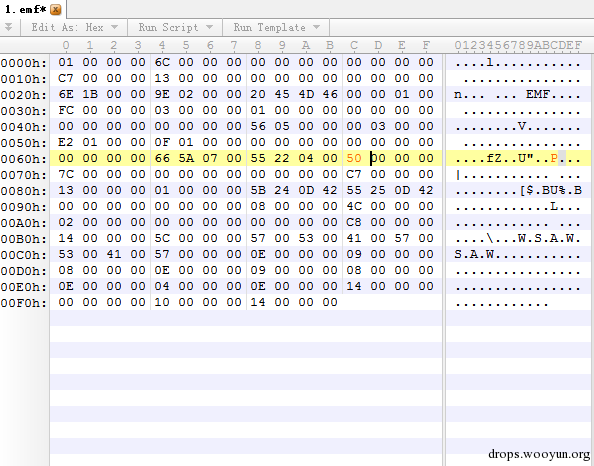 1.emf*
Edit As: Hex Run Script Run Template
0 1 2 3 4 5 6 7 8 9 A B C D E F 0123456789ABCDEF
0000h: 01 00 00 00 6C 00 00 00 00 00 00 00 00 00 00 00 ....l...........
0010h: C7 00 00 00 13 00 00 00 00 00 00 00 00 00 00 00 ...............
0020h: 6E 1B 00 00 9E 02 00 00 20 45 4D 46 00 00 01 00 n... ... EMF....
0030h: FC 00 00 00 03 00 00 00 01 00 00 00 00 00 00 00 ...............
0040h: 00 00 00 00 00 00 00 00 56 05 00 00 00 03 00 00 ........V.......
0050h: E2 01 00 00 0F 01 00 00 00 00 00 00 00 00 00 00 ...............
0060h: 00 00 00 00 66 5A 07 00 55 22 04 00 50 00 00 00 ....fZ..U"..P...
0070h: 7C 00 00 00 00 00 00 00 00 00 00 00 C7 00 00 00 |........... ...
0080h: 13 00 00 00 01 00 00 00 5B 24 0D 42 55 25 0D 42 ........[$.BU%.B
0090h: 00 00 00 00 00 00 00 00 08 00 00 00 4C 00 00 00 ............L...
00A0h: 02 00 00 00 00 00 00 00 00 00 00 00 C8 00 00 00 ............ ...
00B0h: 14 00 00 00 5C 00 00 00 57 00 53 00 41 00 57 00 ....\...W.S.A.W.
00C0h: 53 00 41 00 57 00 00 00 0E 00 00 00 09 00 00 00 S.A.W...........
00D0h: 08 00 00 00 0E 00 00 00 09 00 00 00 08 00 00 00 ................
00E0h: 0E 00 00 00 04 00 00 00 0E 00 00 00 14 00 00 00 ................
00F0h: 00 00 00 00 10 00 00 00 14 00 00 00 ............
drops.wooyun.org